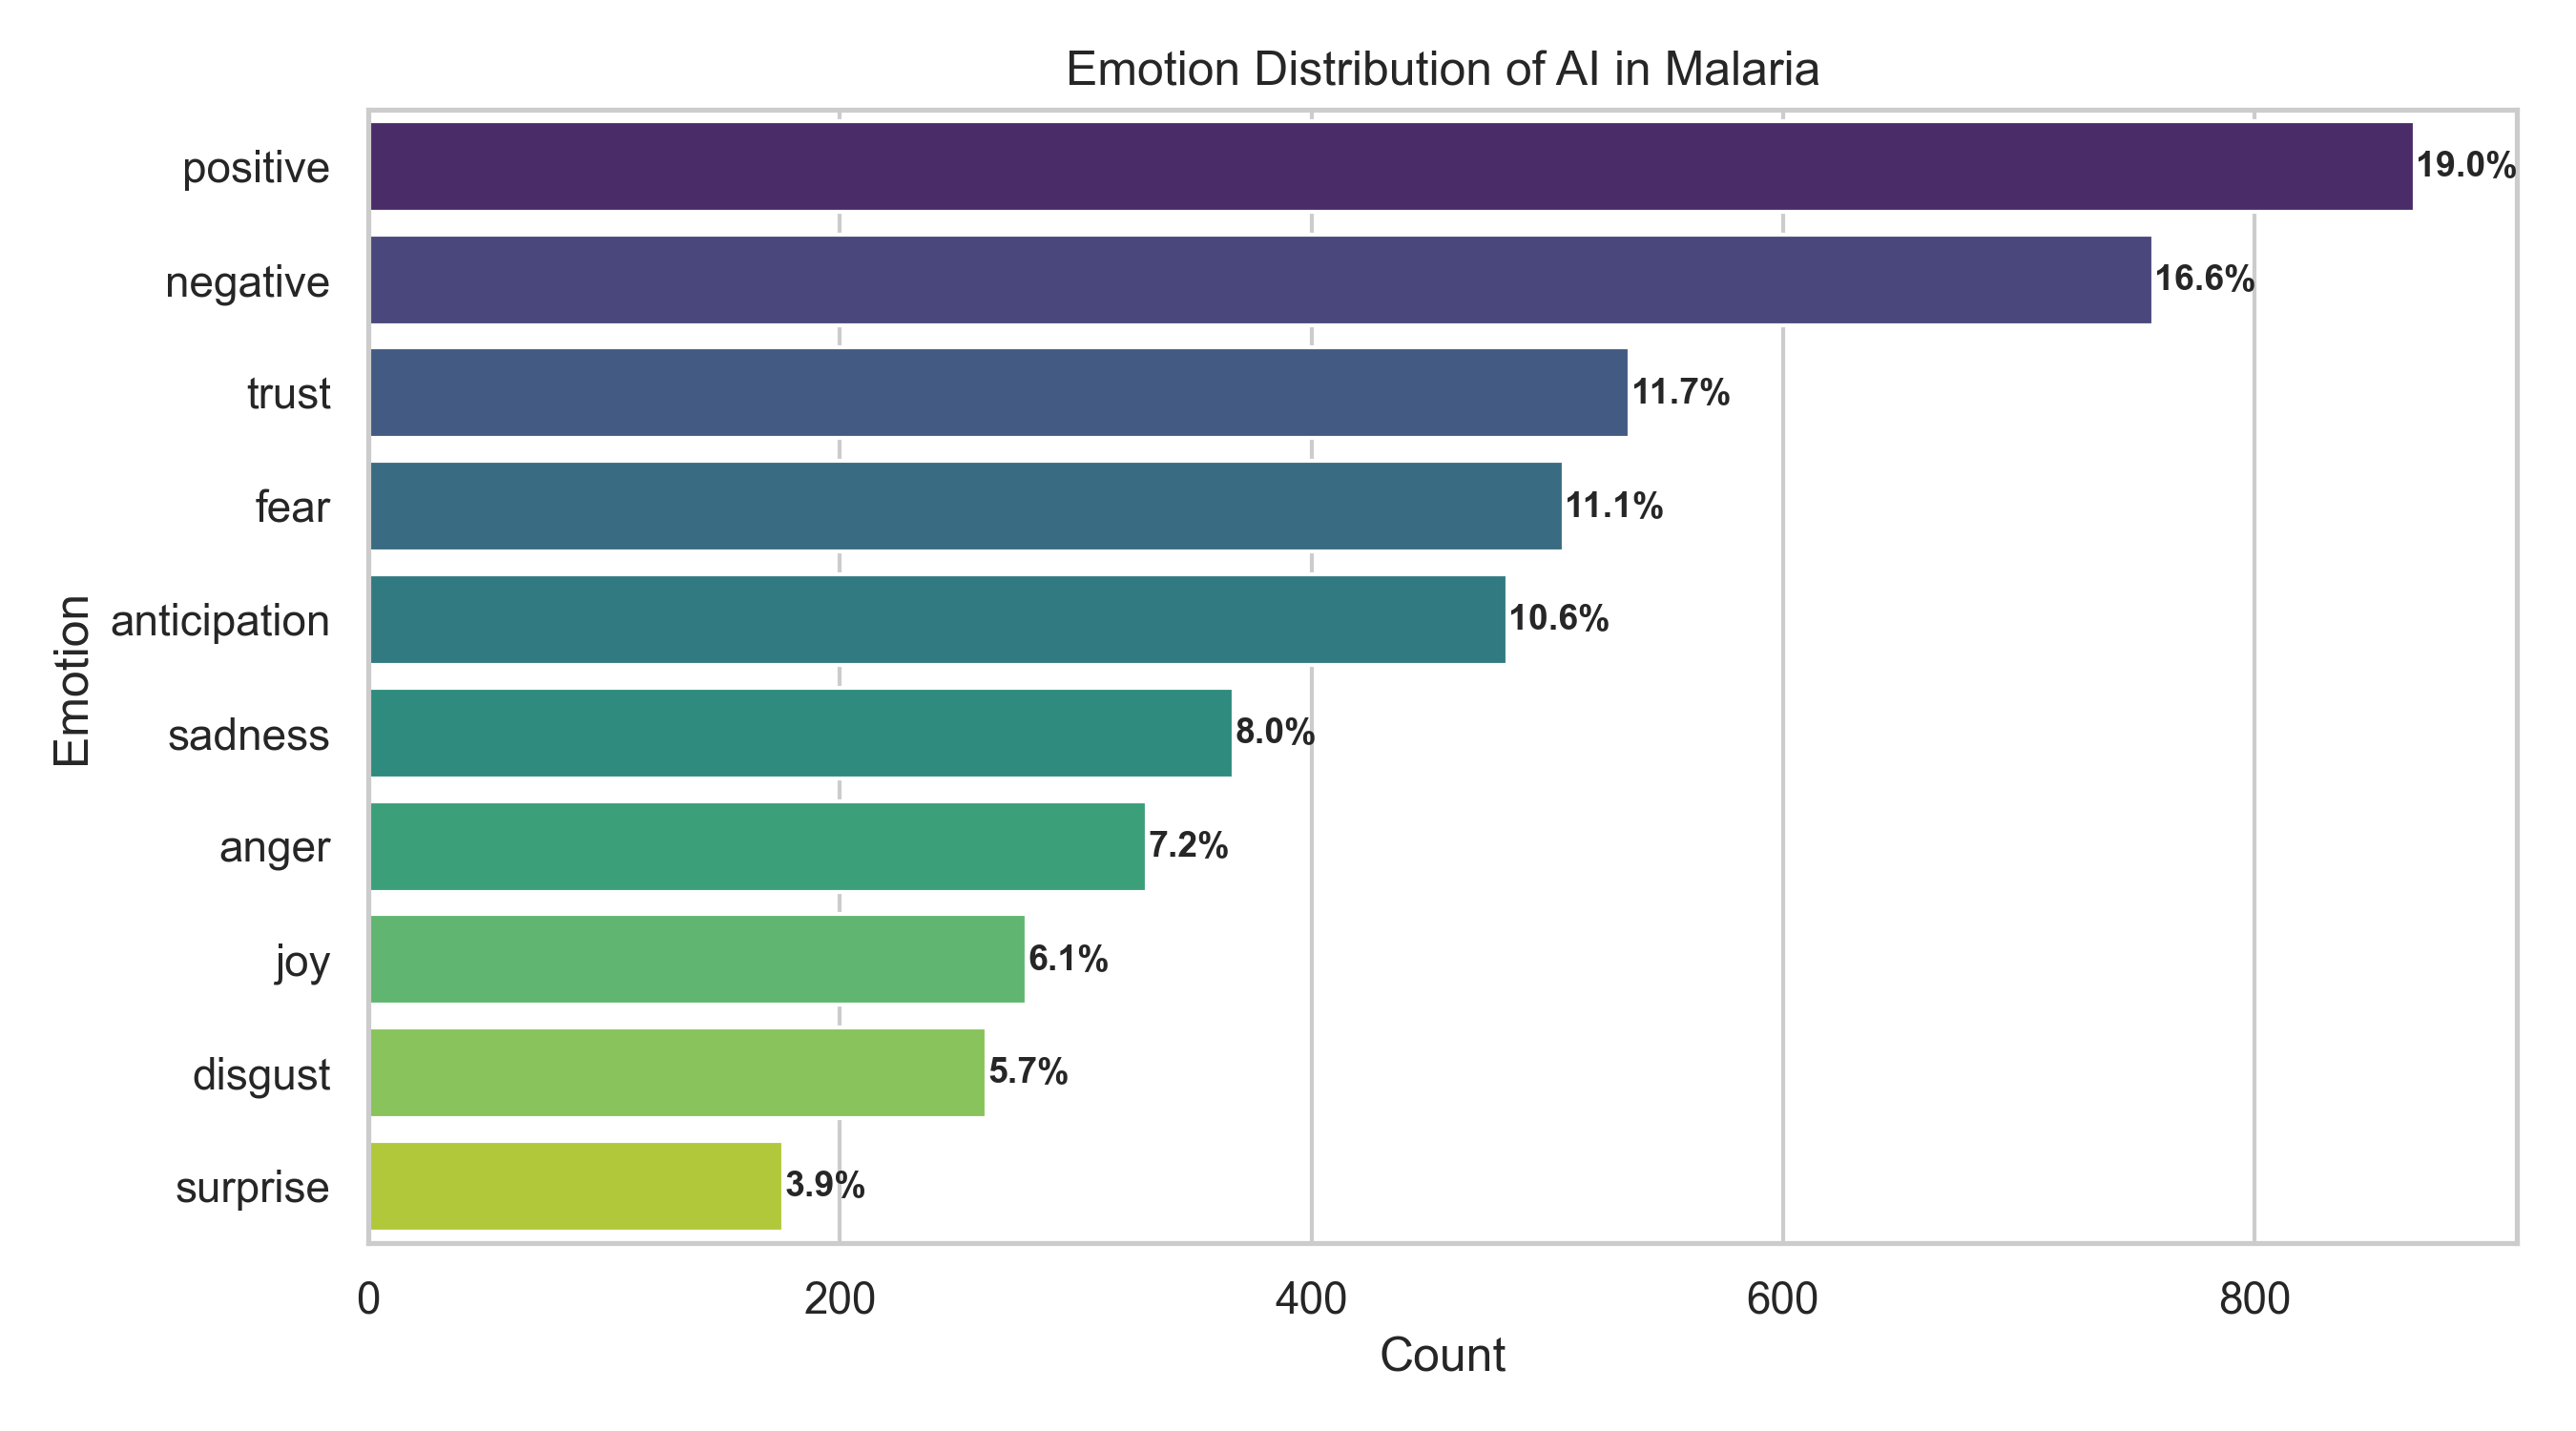 Emotion Distribution of AI in Malaria
positive
19.0%
negative
16.6%
trust
11.7%
fear
11.1%
anticipation
10.6%
sadness
8.0%
anger
7.2%
joy
6.1%
disgust
5.7%
surprise
3.9%
Emotion
0 200 400 600 800
Count